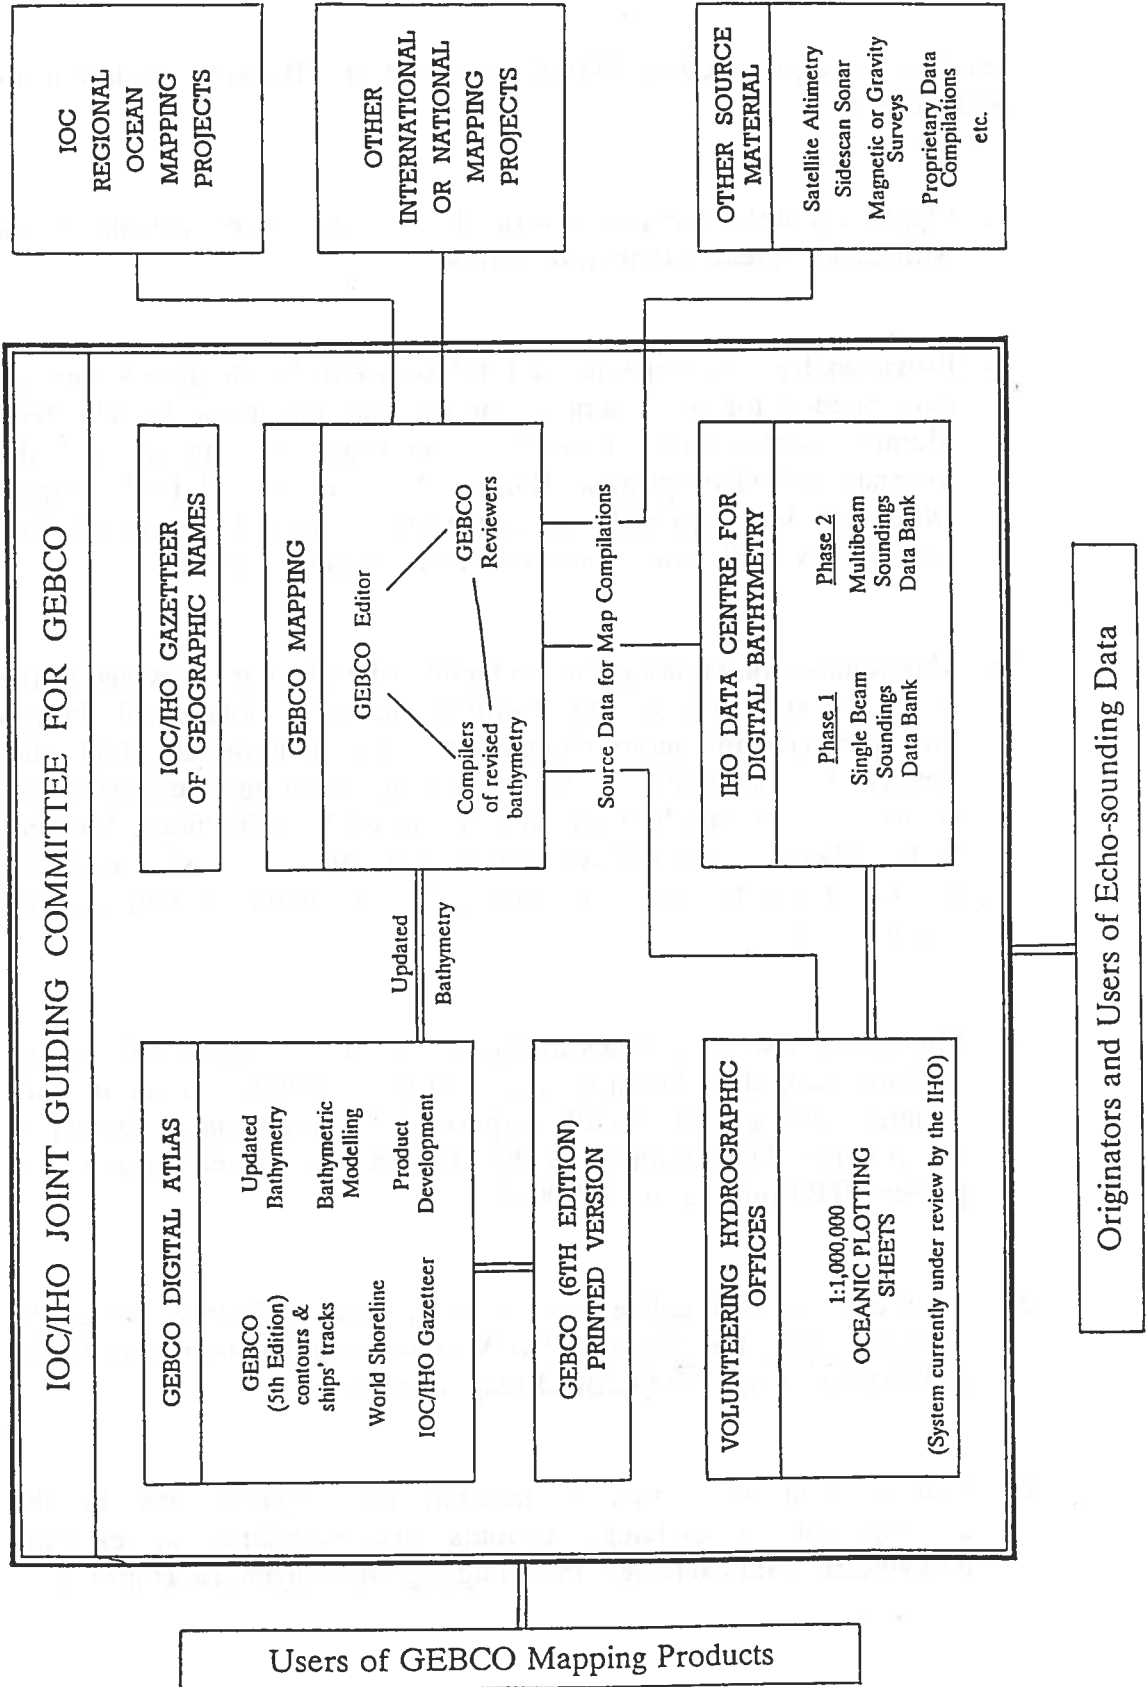 IOC/IHO JOINT GUIDING COMMITTEE FOR GEBCO
GEBCO DIGITAL ATLAS
GEBCO
(5th Edition)
contours &
ships' tracks
World Shoreline
IOC/IHO Gazetteer
Updated
Bathymetry
Bathymetric
Modelling
Product
Development
GEBCO (6TH EDITION)
PRINTED VERSION
VOLUNTEERING HYDROGRAPHIC
OFFICES
1:1,000,000
OCEANIC PLOTTING
SHEETS
(System currently under review by the IHO)
Updated
Bathymetry
IOC/IHO GAZETTEER
OF GEOGRAPHIC NAMES
GEBCO MAPPING
GEBCO Editor
Compilers
of revised
bathymetry
GEBCO
Reviewers
Source Data for Map Compilations
IHO DATA CENTRE FOR
DIGITAL BATHYMETRY
Phase 1
Single Beam
Soundings
Data Bank
Phase 2
Multibeam
Soundings
Data Bank
IOC
REGIONAL
OCEAN
MAPPING
PROJECTS
OTHER
INTERNATIONAL
OR NATIONAL
MAPPING
PROJECTS
OTHER SOURCE
MATERIAL
Satellite Altimetry
Sidescan Sonar
Magnetic or Gravity
Surveys
Proprietary Data
Compilations
etc.
Users of GEBCO Mapping Products
Originators and Users of Echo-sounding Data